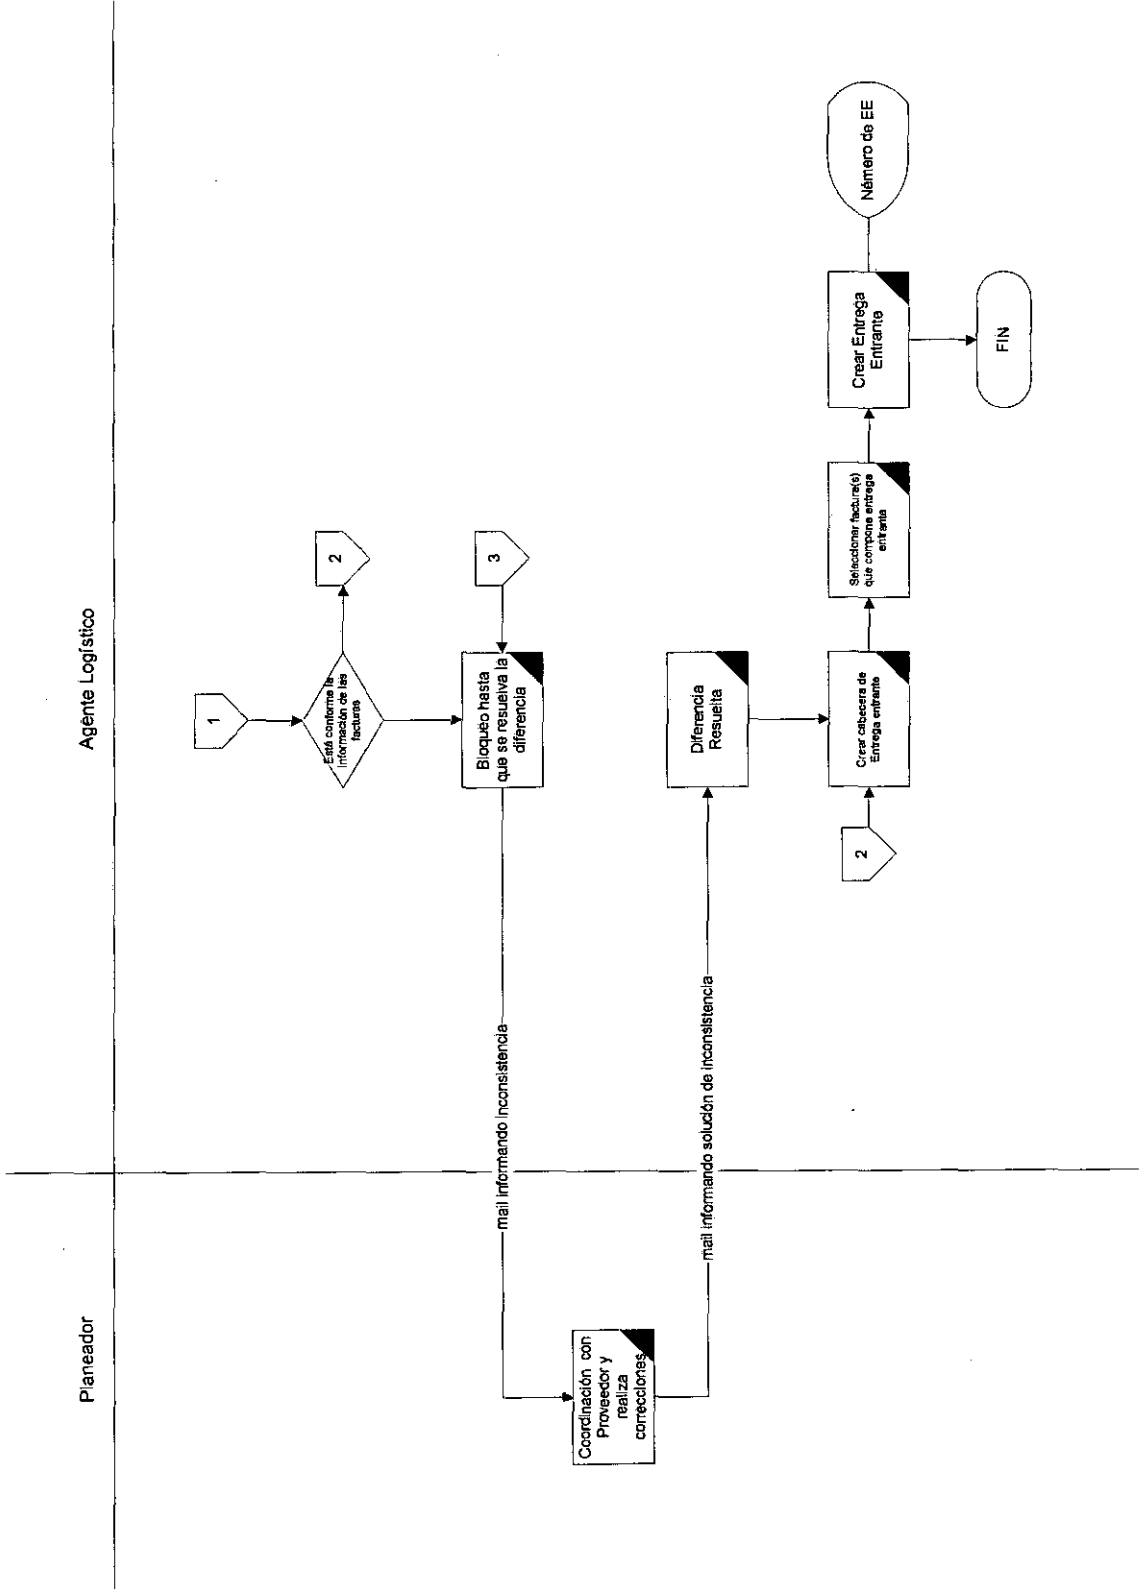 Planeador
Agente Logístico
1
Está conforme la
Información de las
facturas
2
Bloqueo hasta
que se resuelva la
diferencia
3
mail informando Inconsistencia
Coordinación con
Proveedor y
realiza
correcciones
mail informando solución de inconsistencia
Diferencia
Resuelta
2
Crear cabecera de
Entrega entrante
Seleccionar factura(s)
que compone entrega
entrante
Crear Entrega
Entrante
Némero de EE
FIN